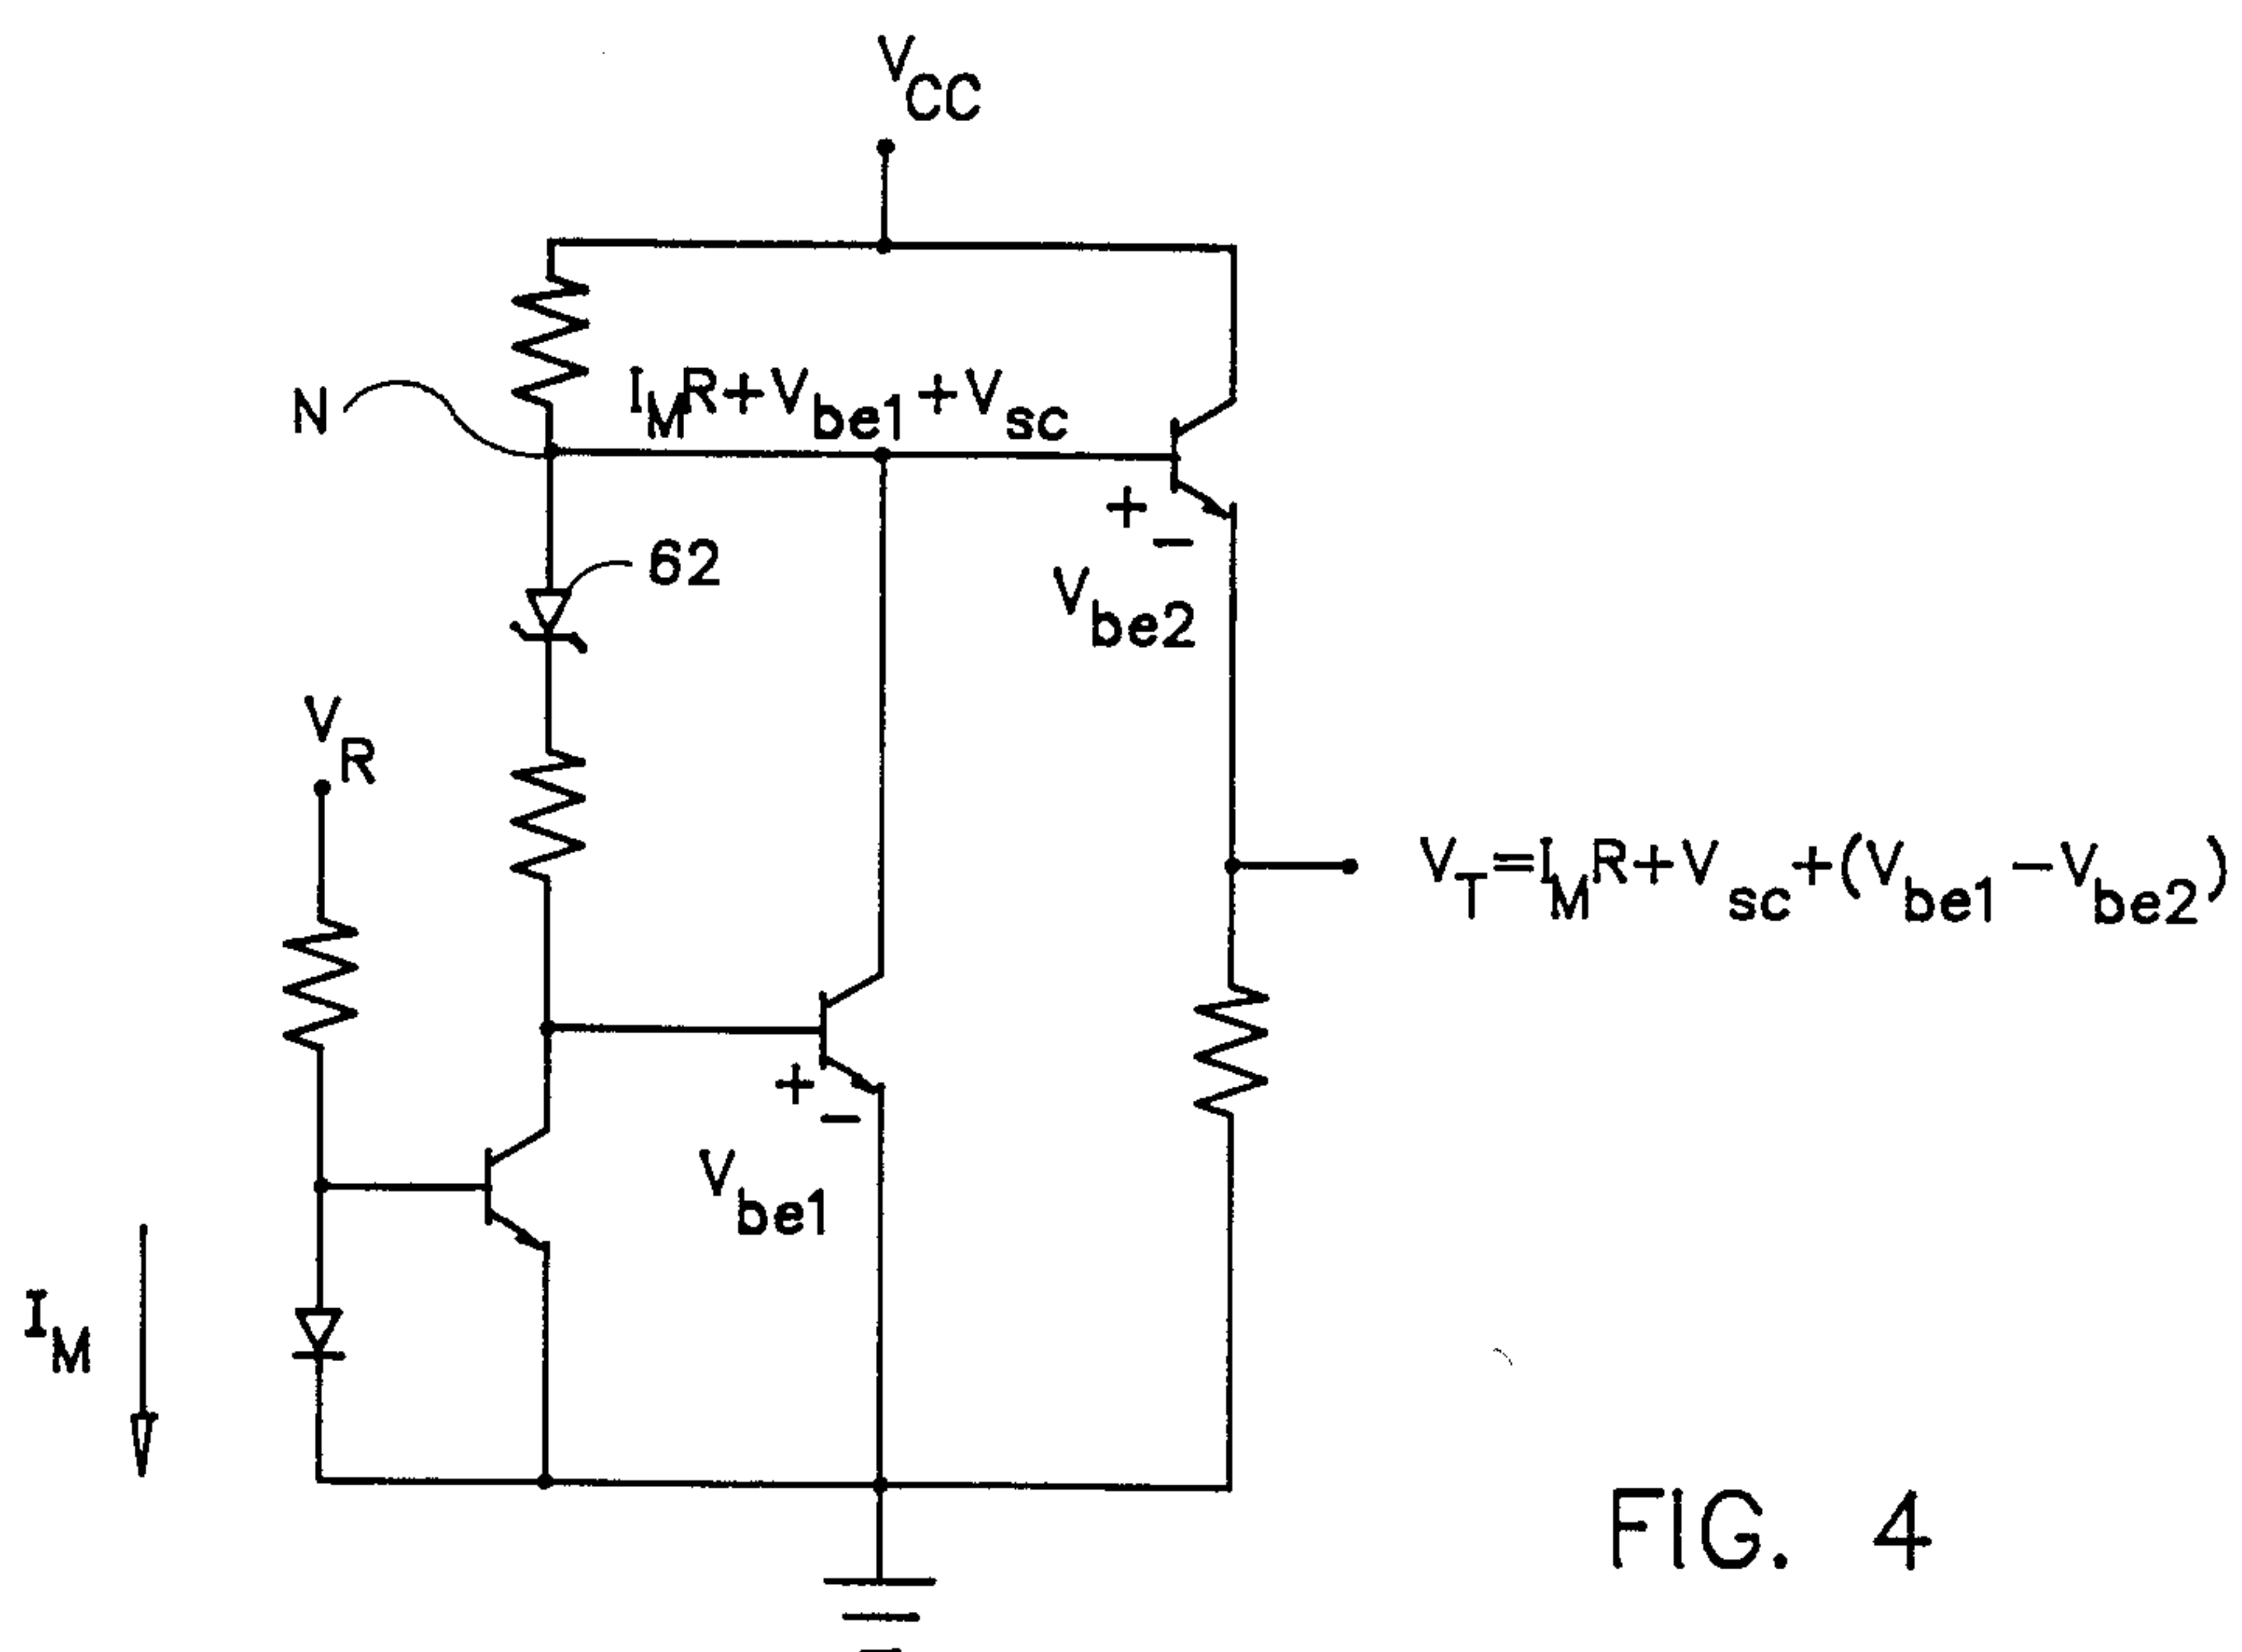 VCC
N
IMR+Vbe1+Vsc
+
−
62
Vbe2
VR
VT=IMR+Vsc+(Vbe1−Vbe2)
+
−
Vbe1
IM
FIG. 4